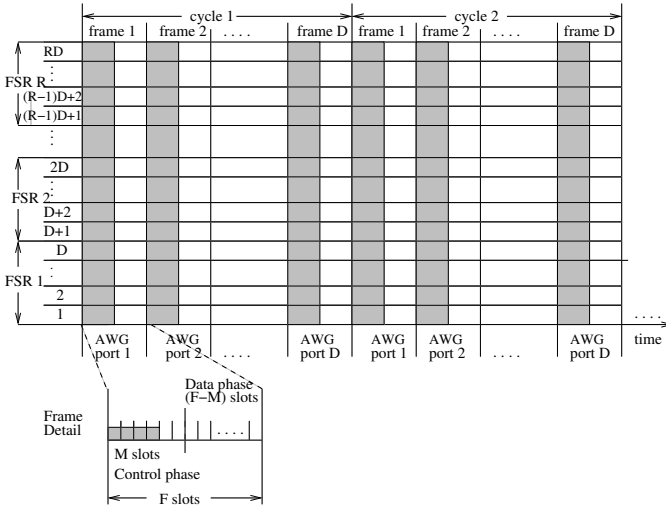 cycle 1 cycle 2
frame 1 frame 2 .... frame D frame 1 frame 2 .... frame D
RD
⋮
FSR R
(R−1)D+2
(R−1)D+1
2D
⋮
FSR 2
D+2
D+1
D
⋮
FSR 1
2
1
....
time
AWG port 1 AWG port 2 .... AWG port D AWG port 1 AWG port 2 .... AWG port D
Data phase
(F−M) slots
Frame
Detail
....
M slots
Control phase
F slots